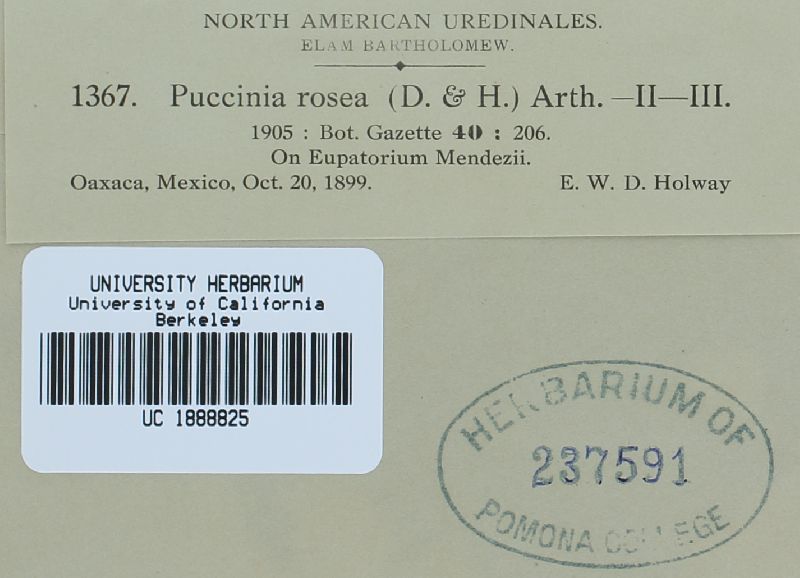 NORTH AMERICAN UREDINALES.
ELAM BARTHOLOMEW.
1367. Puccinia rosea (D. & H.) Arth. —II—III.
1905 : Bot. Gazette 40 : 206.
On Eupatorium Mendezii.
Oaxaca, Mexico, Oct. 20, 1899. E. W. D. Holway
UNIVERSITY HERBARIUM
University of California
Berkeley
UC 1888825
HERBARIUM OF
237591
POMONA COLLEGE